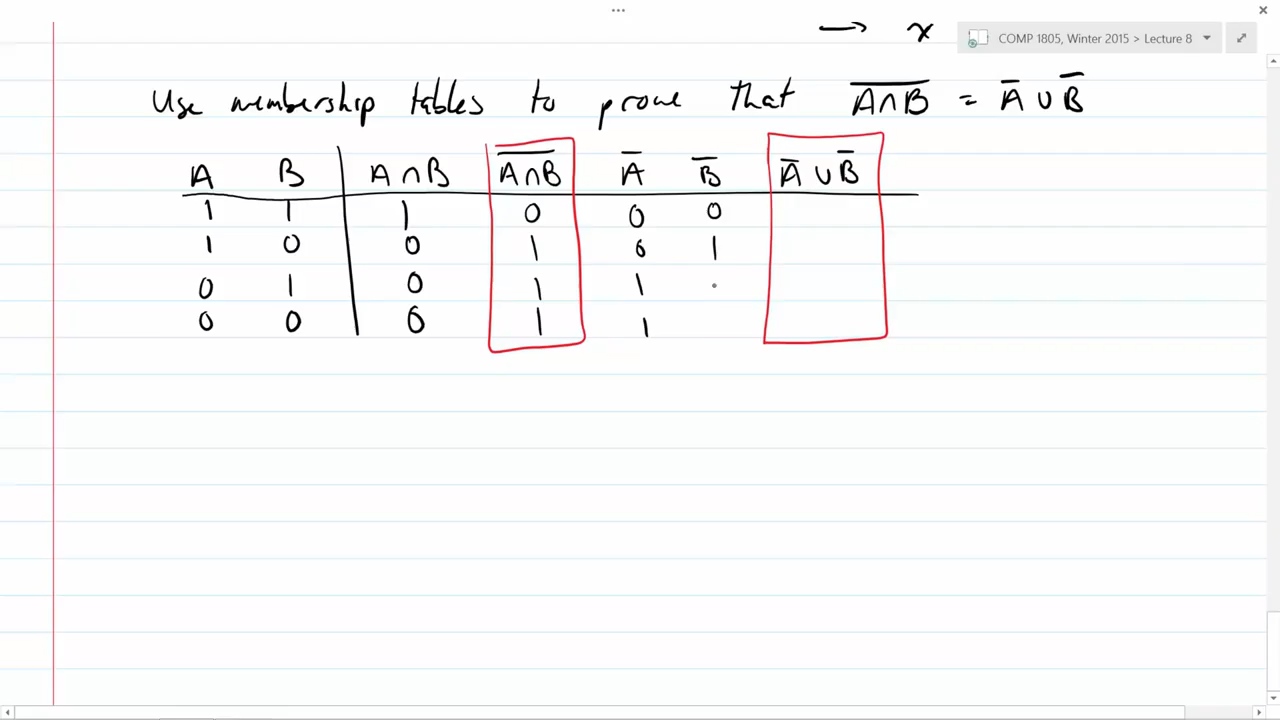 ...
→ x
COMP 1805, Winter 2015 > Lecture 8
Use membership tables to prove that A̅∩̅B̅ = A̅ ∪ B̅
A B A ∩ B A̅∩̅B̅ A̅ B̅ A̅ ∪ B̅
1 1 1 0 0 0
1 0 0 1 0 1
0 1 0 1 1
0 0 0 1 1